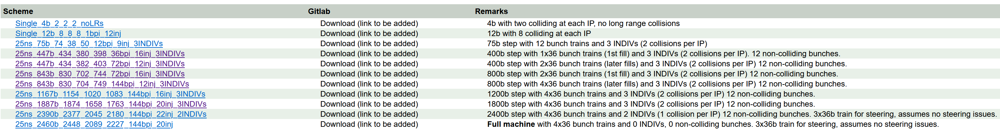 Scheme Gitlab Remarks
Single_4b_2_2_2_noLRs Download (link to be added) 4b with two colliding at each IP, no long range collisions
Single_12b_8_8_8_1bpi_12inj Download (link to be added) 12b with 8 colliding at each IP
25ns_75b_74_38_50_12bpi_9inj_3INDIVs Download (link to be added) 75b step with 12 bunch trains and 3 INDIVs (2 collisions per IP)
25ns_447b_434_380_398_36bpi_16inj_3INDIVs Download (link to be added) 400b step with 1x36 bunch trains (1st fill) and 3 INDIVs (2 collisions per IP). 12 non-colliding bunches.
25ns_447b_434_382_403_72bpi_12inj_3INDIVs Download (link to be added) 400b step with 2x36 bunch trains (later fills) and 3 INDIVs (2 collisions per IP) 12 non-colliding bunches.
25ns_843b_830_702_744_72bpi_16inj_3INDIVs Download (link to be added) 800b step with 2x36 bunch trains (1st fill) and 3 INDIVs (2 collisions per IP) 12 non-colliding bunches.
25ns_843b_830_704_749_144bpi_12inj_3INDIVs Download (link to be added) 800b step with 4x36 bunch trains (later fills) and 3 INDIVs (2 collisions per IP) 12 non-colliding bunches.
25ns_1167b_1154_1020_1083_144bpi_16inj_3INDIVs Download (link to be added) 1200b step with 4x36 bunch trains and 3 INDIVs (2 collisions per IP) 12 non-colliding bunches.
25ns_1887b_1874_1658_1763_144bpi_20inj_3INDIVs Download (link to be added) 1800b step with 4x36 bunch trains and 3 INDIVs (2 collisions per IP) 12 non-colliding bunches.
25ns_2390b_2377_2045_2180_144bpi_22inj_2INDIVs Download (link to be added) 2400b step with 4x36 bunch trains and 2 INDIVs (1 collision per IP) 12 non-colliding bunches. 3x36b train for steering, assumes no steering issues.
25ns_2460b_2448_2089_2227_144bpi_20inj Download (link to be added) Full machine with 4x36 bunch trains and 0 INDIVs, 0 non-colliding bunches. 3x36b train for steering, assumes no steering issues.